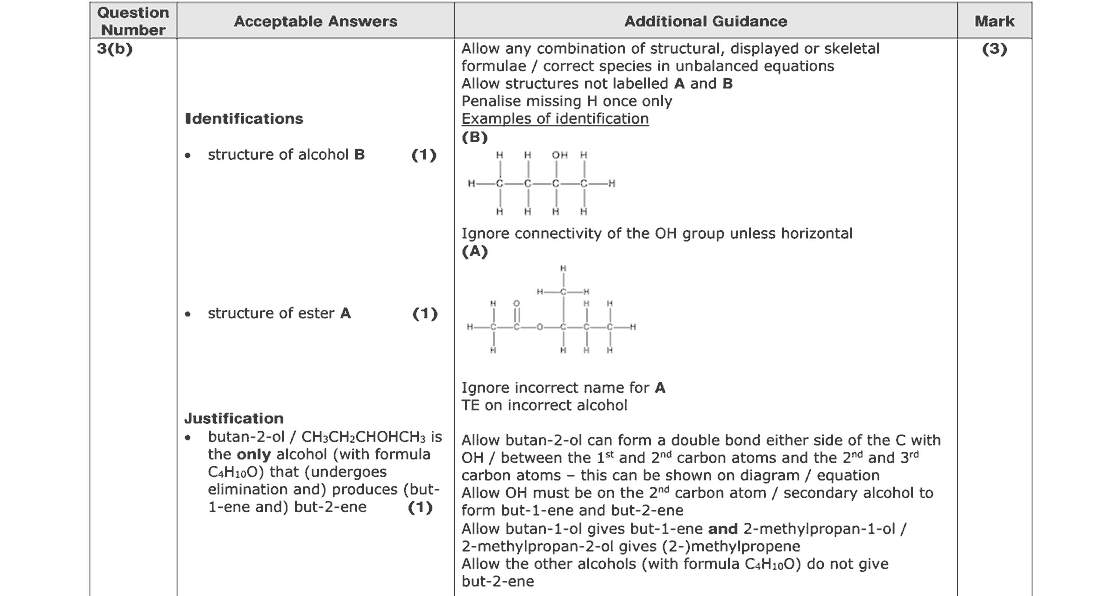 Question Number Acceptable Answers Additional Guidance Mark
3(b) (3)
Allow any combination of structural, displayed or skeletal
formulae / correct species in unbalanced equations
Allow structures not labelled A and B
Penalise missing H once only
Identifications
Examples of identification
(B)
• structure of alcohol B (1)
H H OH H
H—C—C—C—C—H
H H H H
Ignore connectivity of the OH group unless horizontal
(A)
H
H—C—H
• structure of ester A (1)
H O H H
H—C—C—O—C—C—C—H
H H H H
Ignore incorrect name for A
TE on incorrect alcohol
Justification
• butan-2-ol / CH₃CH₂CHOHCH₃ is
the only alcohol (with formula
C₄H₁₀O) that (undergoes
elimination and) produces (but-
1-ene and) but-2-ene (1)
Allow butan-2-ol can form a double bond either side of the C with
OH / between the 1st and 2nd carbon atoms and the 2nd and 3rd
carbon atoms – this can be shown on diagram / equation
Allow OH must be on the 2nd carbon atom / secondary alcohol to
form but-1-ene and but-2-ene
Allow butan-1-ol gives but-1-ene and 2-methylpropan-1-ol /
2-methylpropan-2-ol gives (2-)methylpropene
Allow the other alcohols (with formula C₄H₁₀O) do not give
but-2-ene